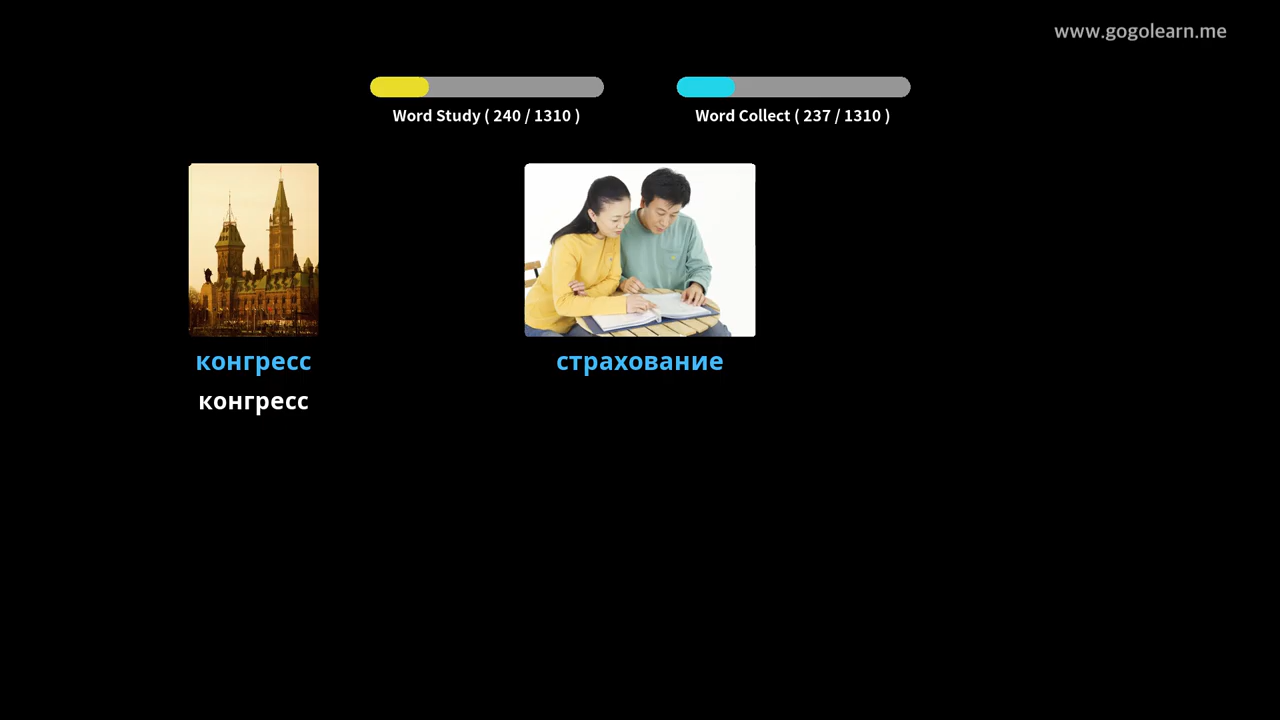 www.gogolearn.me
Word Study ( 240 / 1310 )
Word Collect ( 237 / 1310 )
конгресс
страхование
конгресс